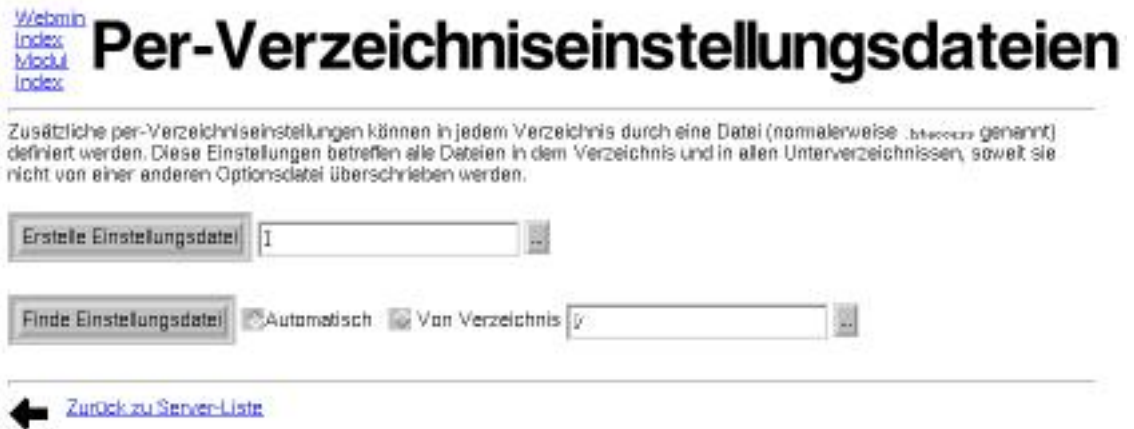 Webmin
Index
Modul
Index
Per-Verzeichniseinstellungsdateien
Zusätzliche per-Verzeichniseinstellungen können in jedem Verzeichnis durch eine Datei (normalerweise .htaccess genannt)
definiert werden. Diese Einstellungen betreffen alle Dateien in dem Verzeichnis und in allen Unterverzeichnissen, soweit sie
nicht von einer anderen Optionsdatei überschrieben werden.
Erstelle Einstellungsdatei ...
Finde Einstellungsdatei Automatisch Von Verzeichnis / ...
Zurück zu Server-Liste